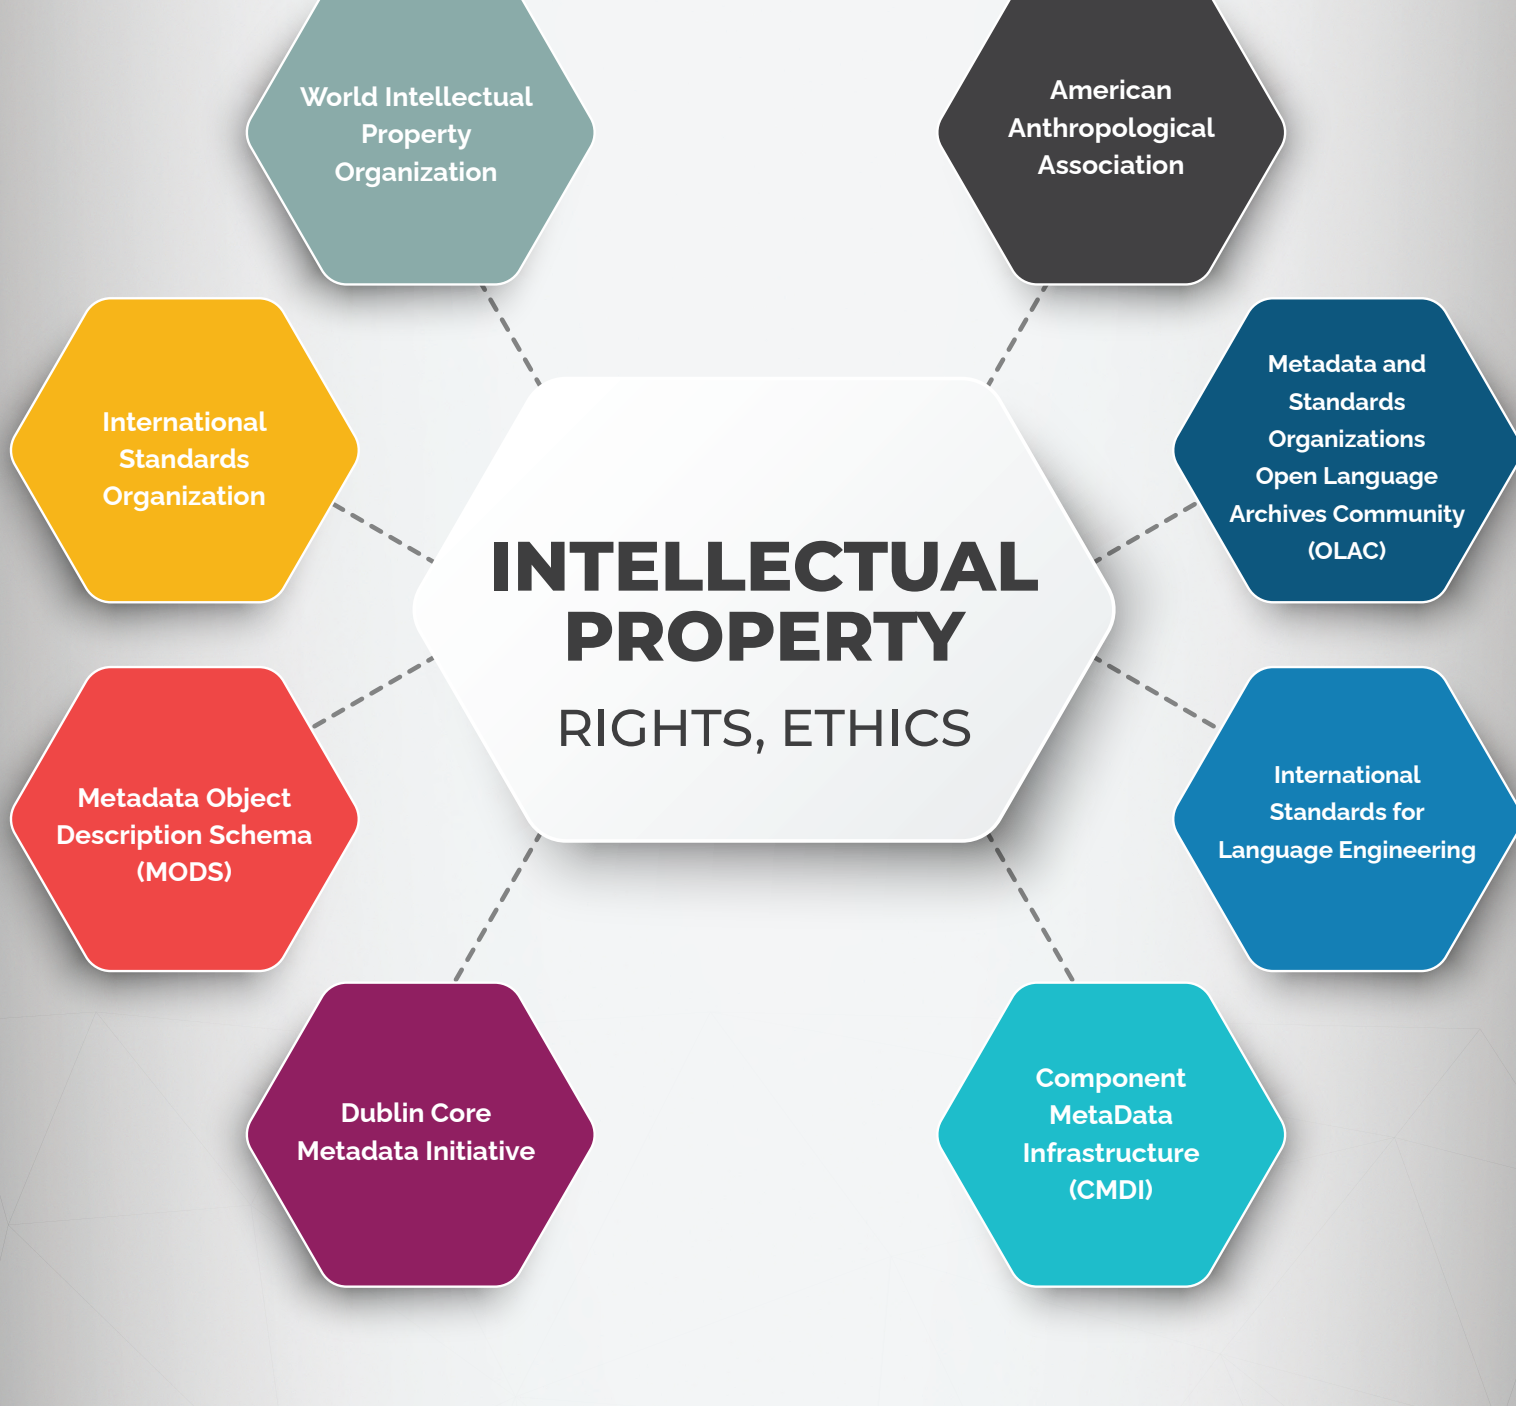 World Intellectual
Property
Organization
American
Anthropological
Association
International
Standards
Organization
Metadata and
Standards
Organizations
Open Language
Archives Community
(OLAC)
INTELLECTUAL
PROPERTY
RIGHTS, ETHICS
Metadata Object
Description Schema
(MODS)
International
Standards for
Language Engineering
Dublin Core
Metadata Initiative
Component
MetaData
Infrastructure
(CMDI)